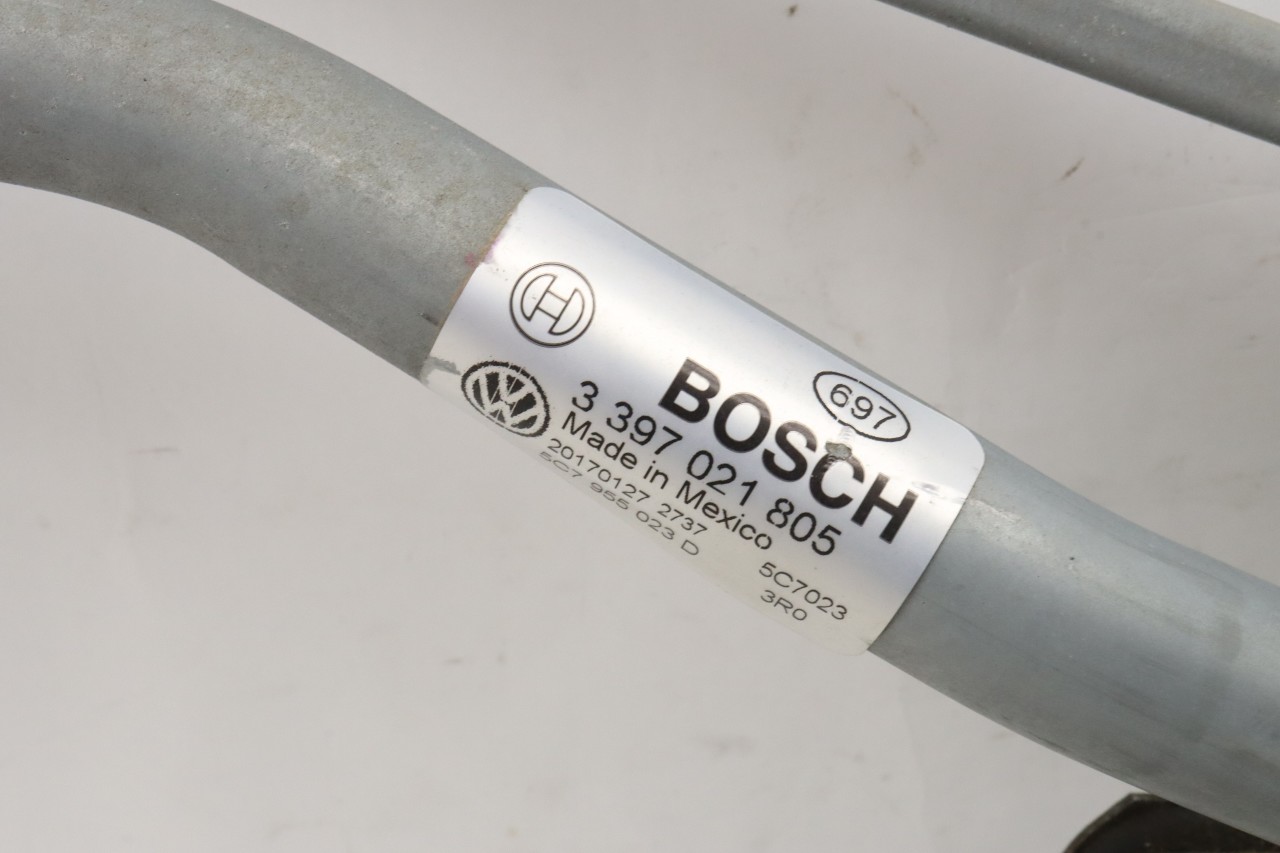 697
BOSCH
3 397 021 805
Made in Mexico
20170127 2737
5C7 955 023 D
5C7023
3R0